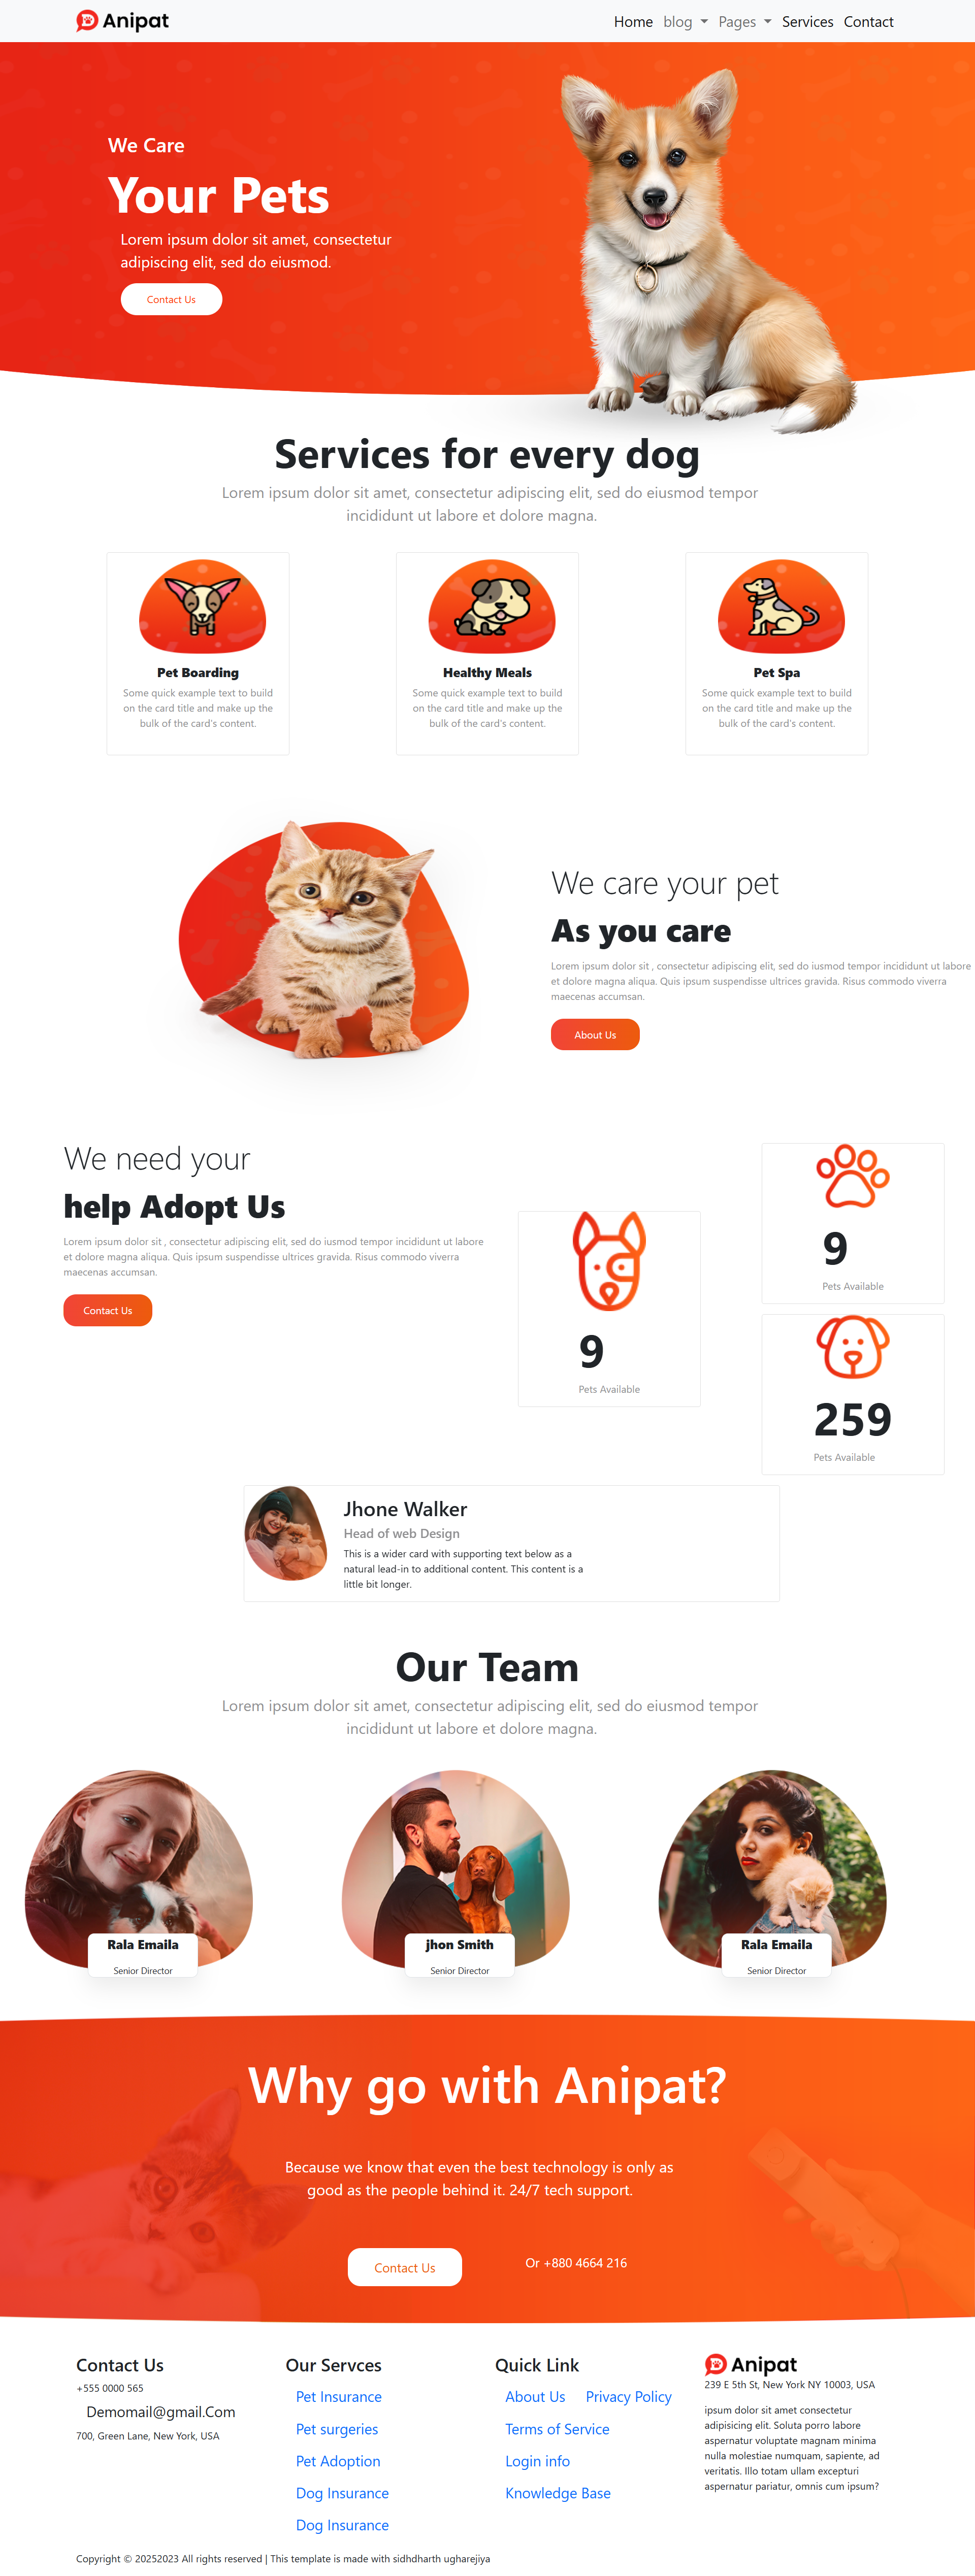 Anipat
Home blog Pages Services Contact
We Care
Your Pets
Lorem ipsum dolor sit amet, consectetur
adipiscing elit, sed do eiusmod.
Contact Us
Services for every dog
Lorem ipsum dolor sit amet, consectetur adipiscing elit, sed do eiusmod tempor
incididunt ut labore et dolore magna.
Pet Boarding
Some quick example text to build
on the card title and make up the
bulk of the card's content.
Healthy Meals
Some quick example text to build
on the card title and make up the
bulk of the card's content.
Pet Spa
Some quick example text to build
on the card title and make up the
bulk of the card's content.
We care your pet
As you care
Lorem ipsum dolor sit , consectetur adipiscing elit, sed do iusmod tempor incididunt ut labore
et dolore magna aliqua. Quis ipsum suspendisse ultrices gravida. Risus commodo viverra
maecenas accumsan.
About Us
We need your
help Adopt Us
Lorem ipsum dolor sit , consectetur adipiscing elit, sed do iusmod tempor incididunt ut labore
et dolore magna aliqua. Quis ipsum suspendisse ultrices gravida. Risus commodo viverra
maecenas accumsan.
Contact Us
9
Pets Available
9
Pets Available
259
Pets Available
Jhone Walker
Head of web Design
This is a wider card with supporting text below as a
natural lead-in to additional content. This content is a
little bit longer.
Our Team
Lorem ipsum dolor sit amet, consectetur adipiscing elit, sed do eiusmod tempor
incididunt ut labore et dolore magna.
Rala Emaila
Senior Director
jhon Smith
Senior Director
Rala Emaila
Senior Director
Why go with Anipat?
Because we know that even the best technology is only as
good as the people behind it. 24/7 tech support.
Contact Us
Or +880 4664 216
Contact Us
+555 0000 565
Demomail@gmail.Com
700, Green Lane, New York, USA
Our Servces
Pet Insurance
Pet surgeries
Pet Adoption
Dog Insurance
Dog Insurance
Quick Link
About Us Privacy Policy
Terms of Service
Login info
Knowledge Base
Anipat
239 E 5th St, New York NY 10003, USA
ipsum dolor sit amet consectetur
adipisicing elit. Soluta porro labore
aspernatur voluptate magnam minima
nulla molestiae numquam, sapiente, ad
veritatis. Illo totam ullam excepturi
aspernatur pariatur, omnis cum ipsum?
Copyright © 20252023 All rights reserved | This template is made with sidhdharth ugharejiya